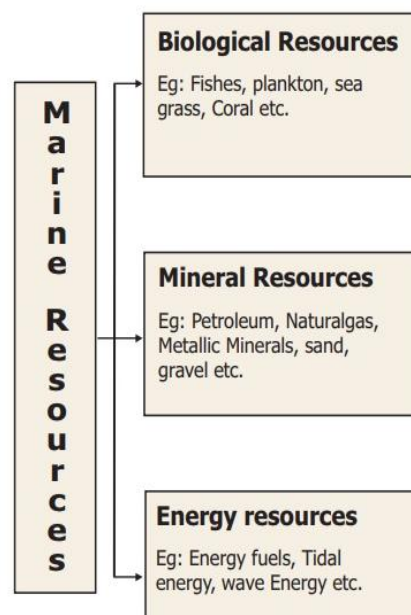 Marine Resources
Biological Resources
Eg: Fishes, plankton, sea
grass, Coral etc.
Mineral Resources
Eg: Petroleum, Naturalgas,
Metallic Minerals, sand,
gravel etc.
Energy resources
Eg: Energy fuels, Tidal
energy, wave Energy etc.